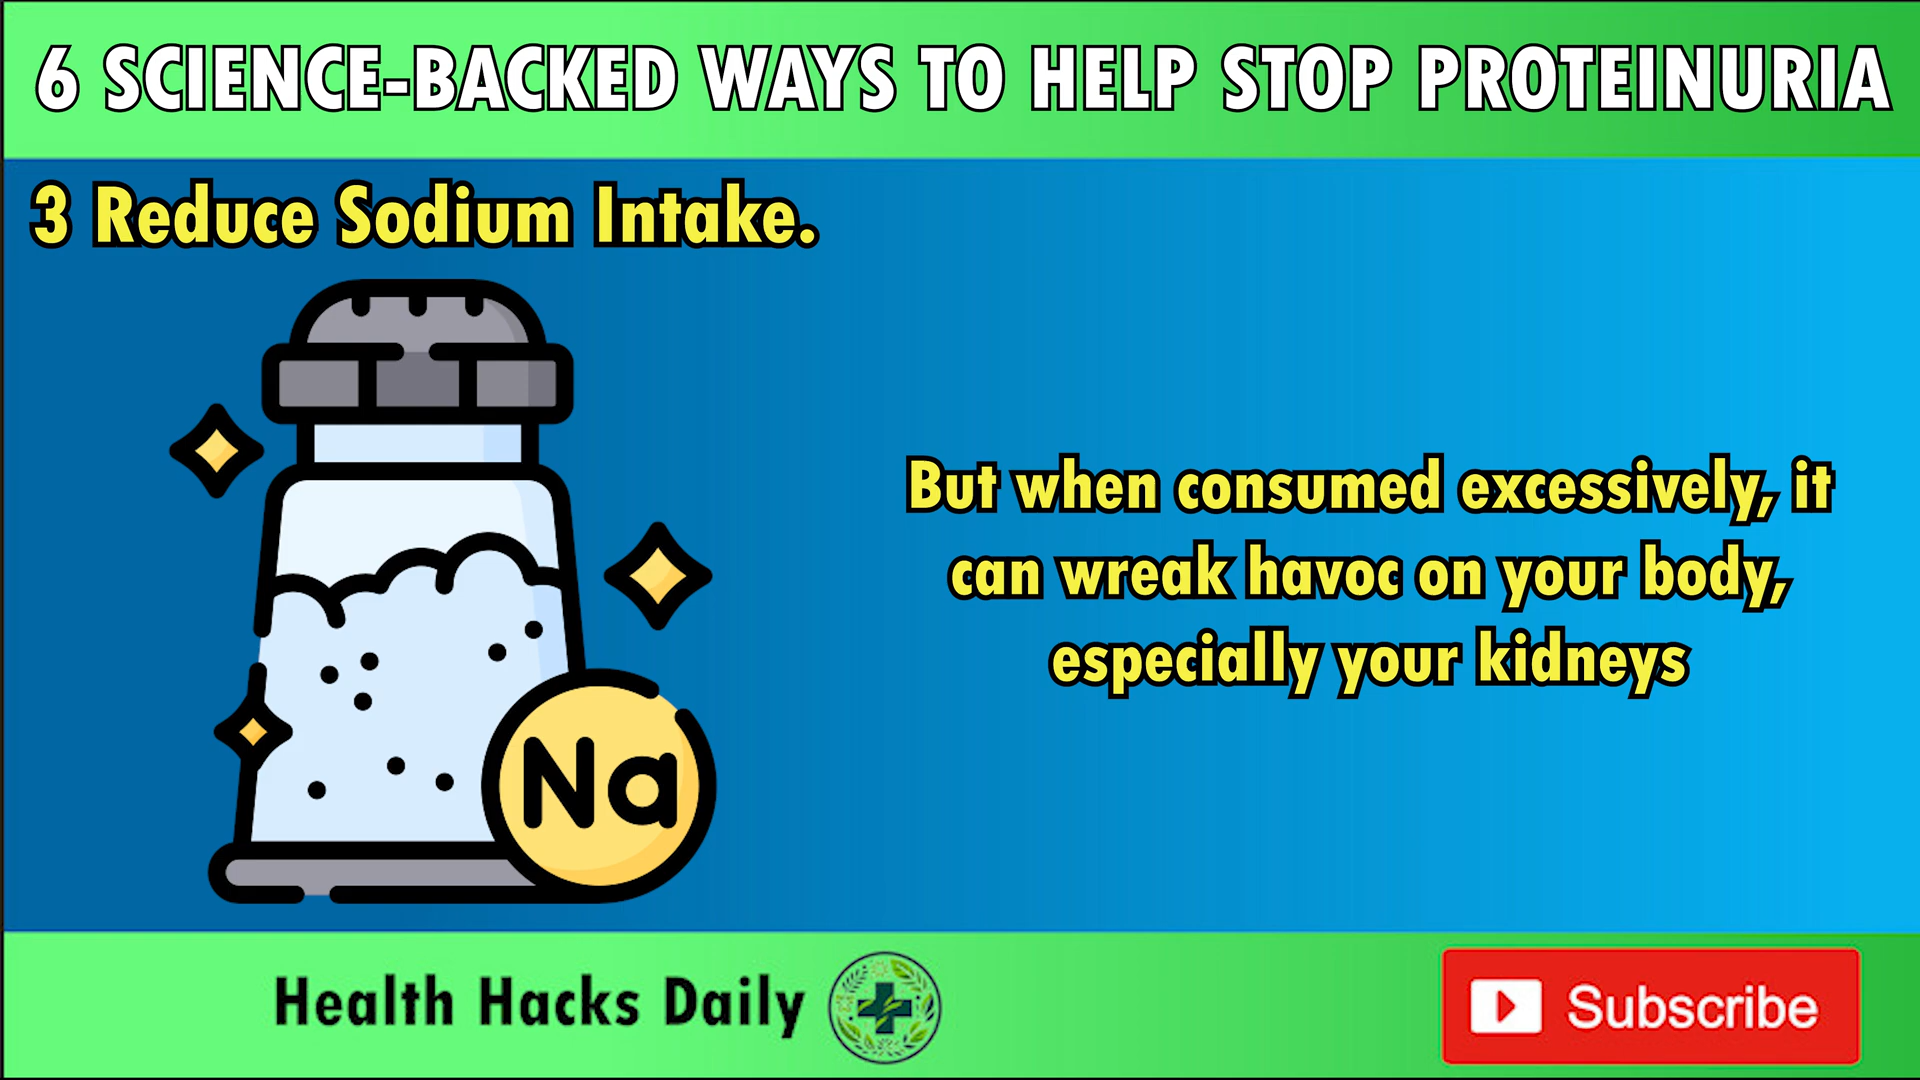 6 SCIENCE-BACKED WAYS TO HELP STOP PROTEINURIA
3 Reduce Sodium Intake.
But when consumed excessively, it
can wreak havoc on your body,
especially your kidneys
Na
Health Hacks Daily
Subscribe